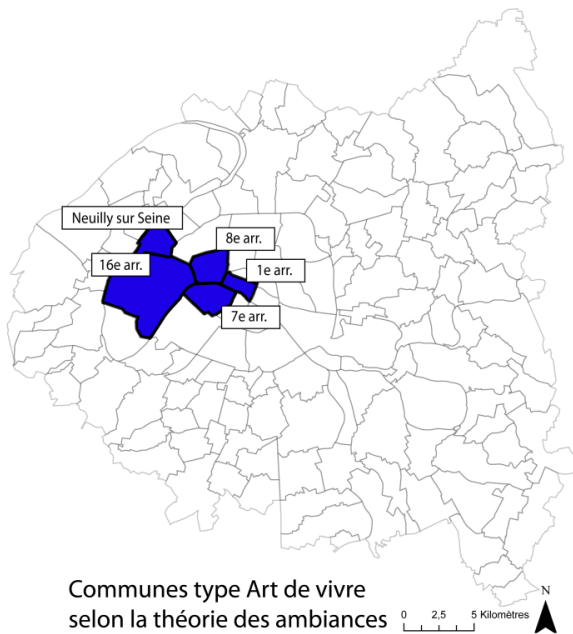 Neuilly sur Seine
8e arr.
16e arr.
1e arr.
7e arr.
Communes type Art de vivre
selon la théorie des ambiances
N
0 2,5 5 Kilomètres